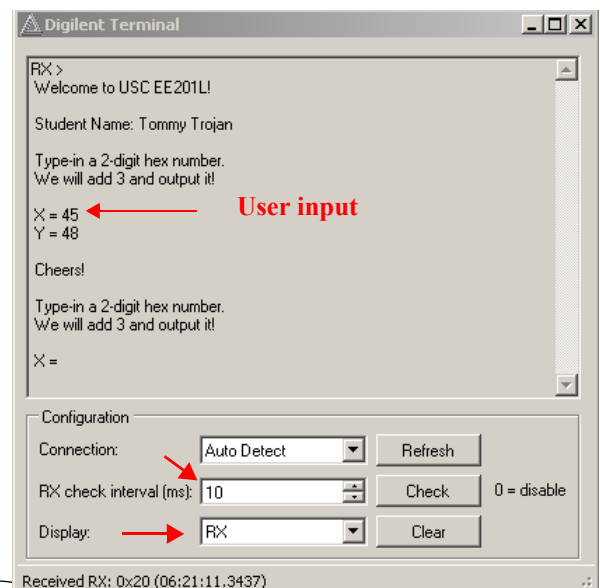 Digilent Terminal
RX >
Welcome to USC EE201L!
Student Name: Tommy Trojan
Type-in a 2-digit hex number.
We will add 3 and output it!
X = 45
User input
Y = 48
Cheers!
Type-in a 2-digit hex number.
We will add 3 and output it!
X =
Configuration
Connection: Auto Detect Refresh
RX check interval (ms): 10 Check 0 = disable
Display: RX Clear
Received RX: 0x20 (06:21:11.3437)